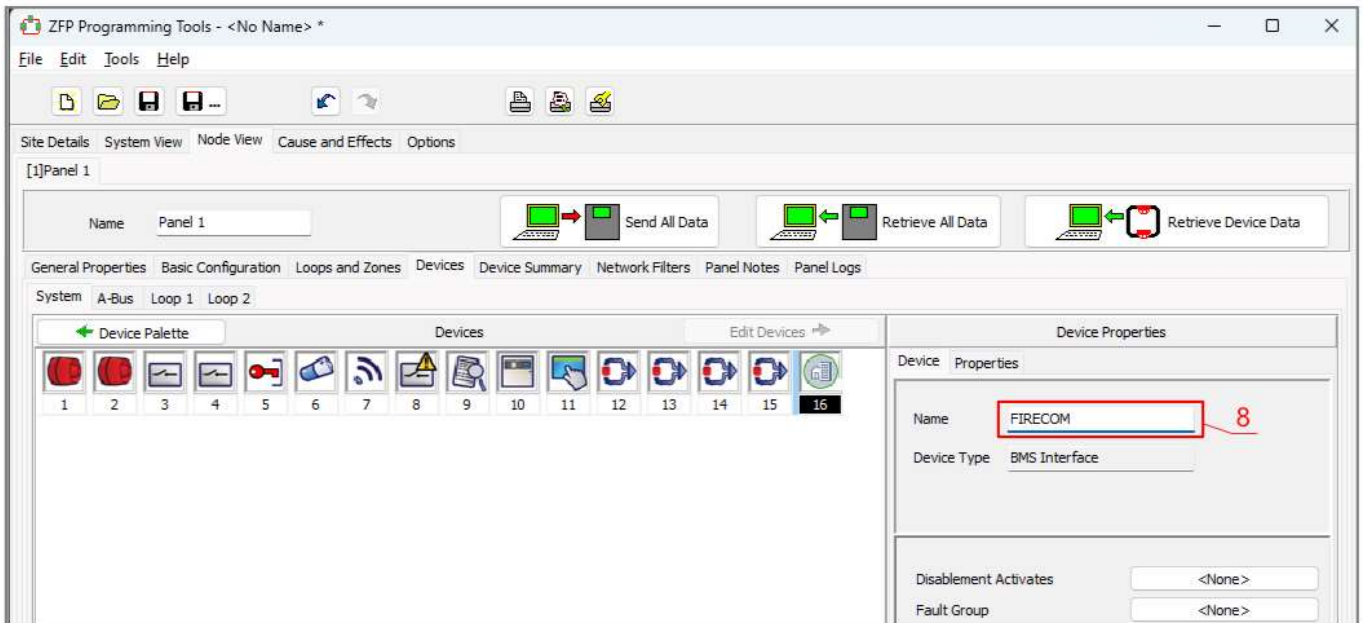 ZFP Programming Tools - <No Name> *
File Edit Tools Help
...
Site Details System View Node View Cause and Effects Options
[1]Panel 1
Name Panel 1 Send All Data Retrieve All Data Retrieve Device Data
General Properties Basic Configuration Loops and Zones Devices Device Summary Network Filters Panel Notes Panel Logs
System A-Bus Loop 1 Loop 2
Device Palette Devices Edit Devices Device Properties
Device Properties
1 2 3 4 5 6 7 8 9 10 11 12 13 14 15 16
Name FIRECOM 8
Device Type BMS Interface
Disablement Activates <None>
Fault Group <None>